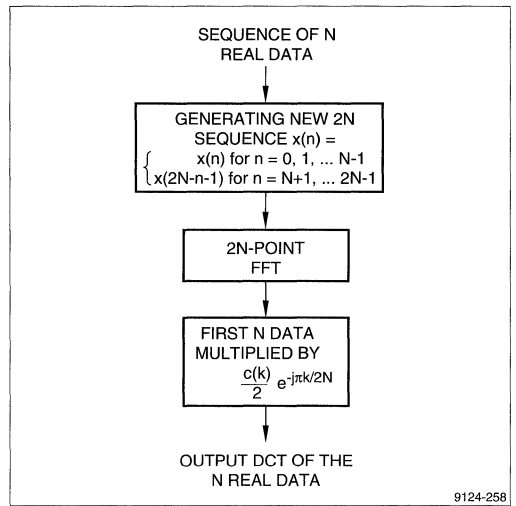 SEQUENCE OF N
REAL DATA
GENERATING NEW 2N
SEQUENCE x(n) =
{ x(n) for n = 0, 1, ... N-1
x(2N-n-1) for n = N+1, ... 2N-1
2N-POINT
FFT
FIRST N DATA
MULTIPLIED BY
c(k)/2 e^-jπk/2N
OUTPUT DCT OF THE
N REAL DATA
9124-258